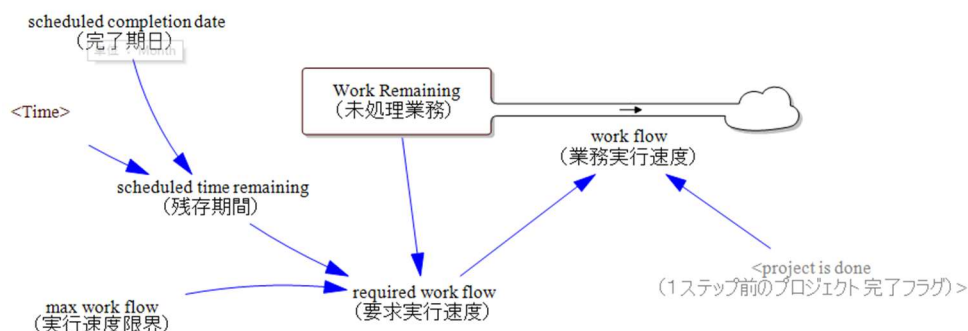 scheduled completion date
（完了期日）
単位 : Month
<Time>
Work Remaining
（未処理業務）
work flow
（業務実行速度）
scheduled time remaining
（残存期間）
<project is done
（1ステップ前のプロジェクト完了フラグ）>
required work flow
（要求実行速度）
max work flow
（実行速度限界）